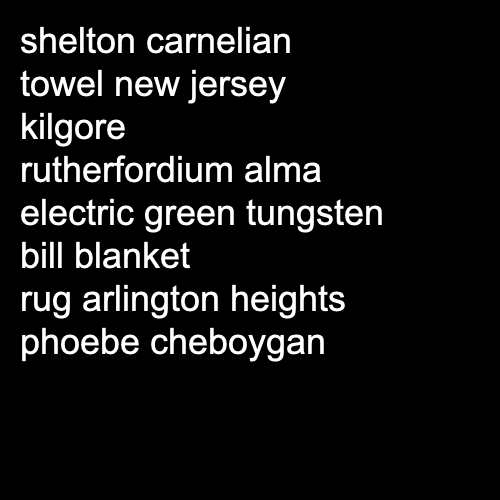 shelton carnelian
towel new jersey
kilgore
rutherfordium alma
electric green tungsten
bill blanket
rug arlington heights
phoebe cheboygan